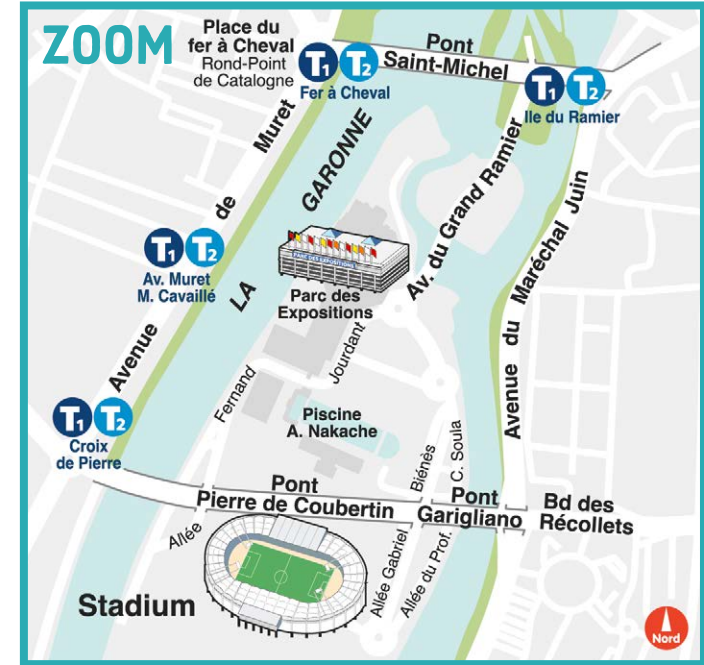 ZOOM
Place du
fer à Cheval
Rond-Point
de Catalogne
T1 T2
Fer à Cheval
Pont
Saint-Michel
T1 T2
Ile du Ramier
Avenue de Muret
LA GARONNE
Av. du Grand Ramier
Avenue du Maréchal Juin
T1 T2
Av. Muret
M. Cavaillé
PARC DES EXPOSITIONS
Parc des
Expositions
Allée Fernand Jourdant
Piscine
A. Nakache
T1 T2
Croix
de Pierre
Allée Gabriel Biénès
Allée du Prof. C. Soula
Pont
Pierre de Coubertin
Pont
Garigliano
Bd des
Récollets
Stadium
Nord